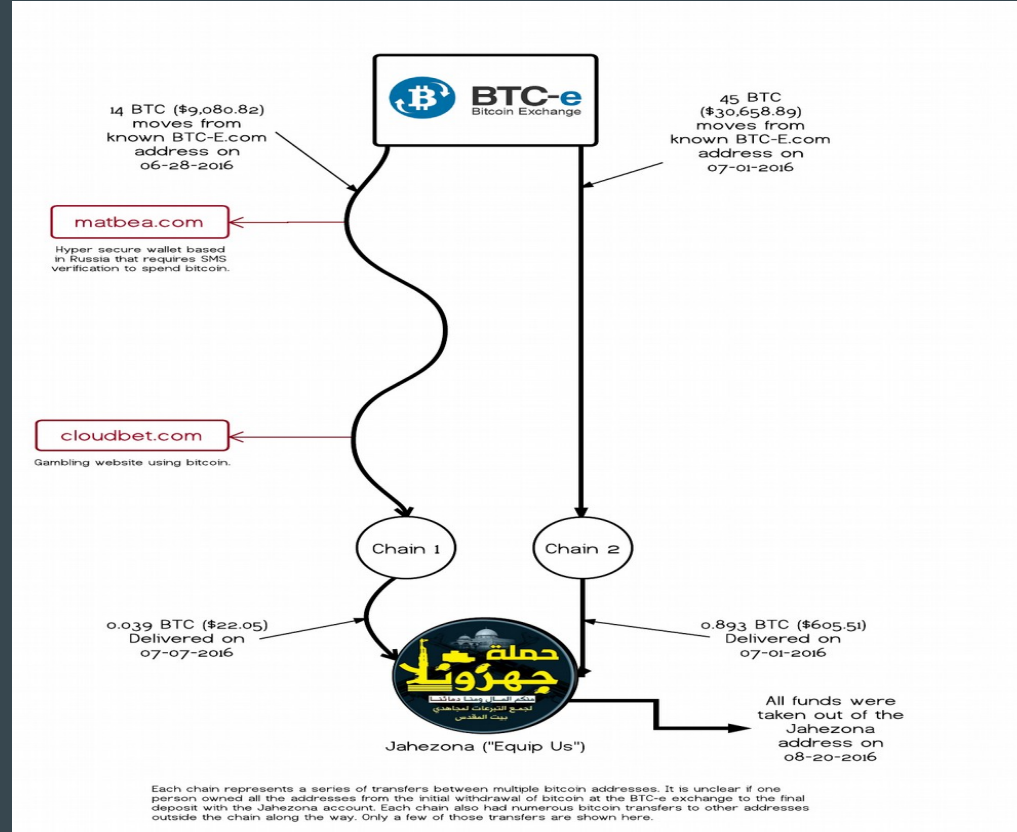 BTC-e
Bitcoin Exchange
14 BTC ($9,080.82)
moves from
known BTC-E.com
address on
06-28-2016
45 BTC
($30,658.89)
moves from
known BTC-E.com
address on
07-01-2016
matbea.com
Hyper secure wallet based
in Russia that requires SMS
verification to spend bitcoin.
cloudbet.com
Gambling website using bitcoin.
Chain 1
Chain 2
0.039 BTC ($22.05)
Delivered on
07-07-2016
0.893 BTC ($605.51)
Delivered on
07-01-2016
حملة
جهزونا
منكم المال ومنا دمائنا
لجمع التبرعات لمجاهدي
بيت المقدس
Jahezona ("Equip Us")
All funds were
taken out of the
Jahezona
address on
08-20-2016
Each chain represents a series of transfers between multiple bitcoin addresses. It is unclear if one
person owned all the addresses from the initial withdrawal of bitcoin at the BTC-e exchange to the final
deposit with the Jahezona account. Each chain also had numerous bitcoin transfers to other addresses
outside the chain along the way. Only a few of those transfers are shown here.